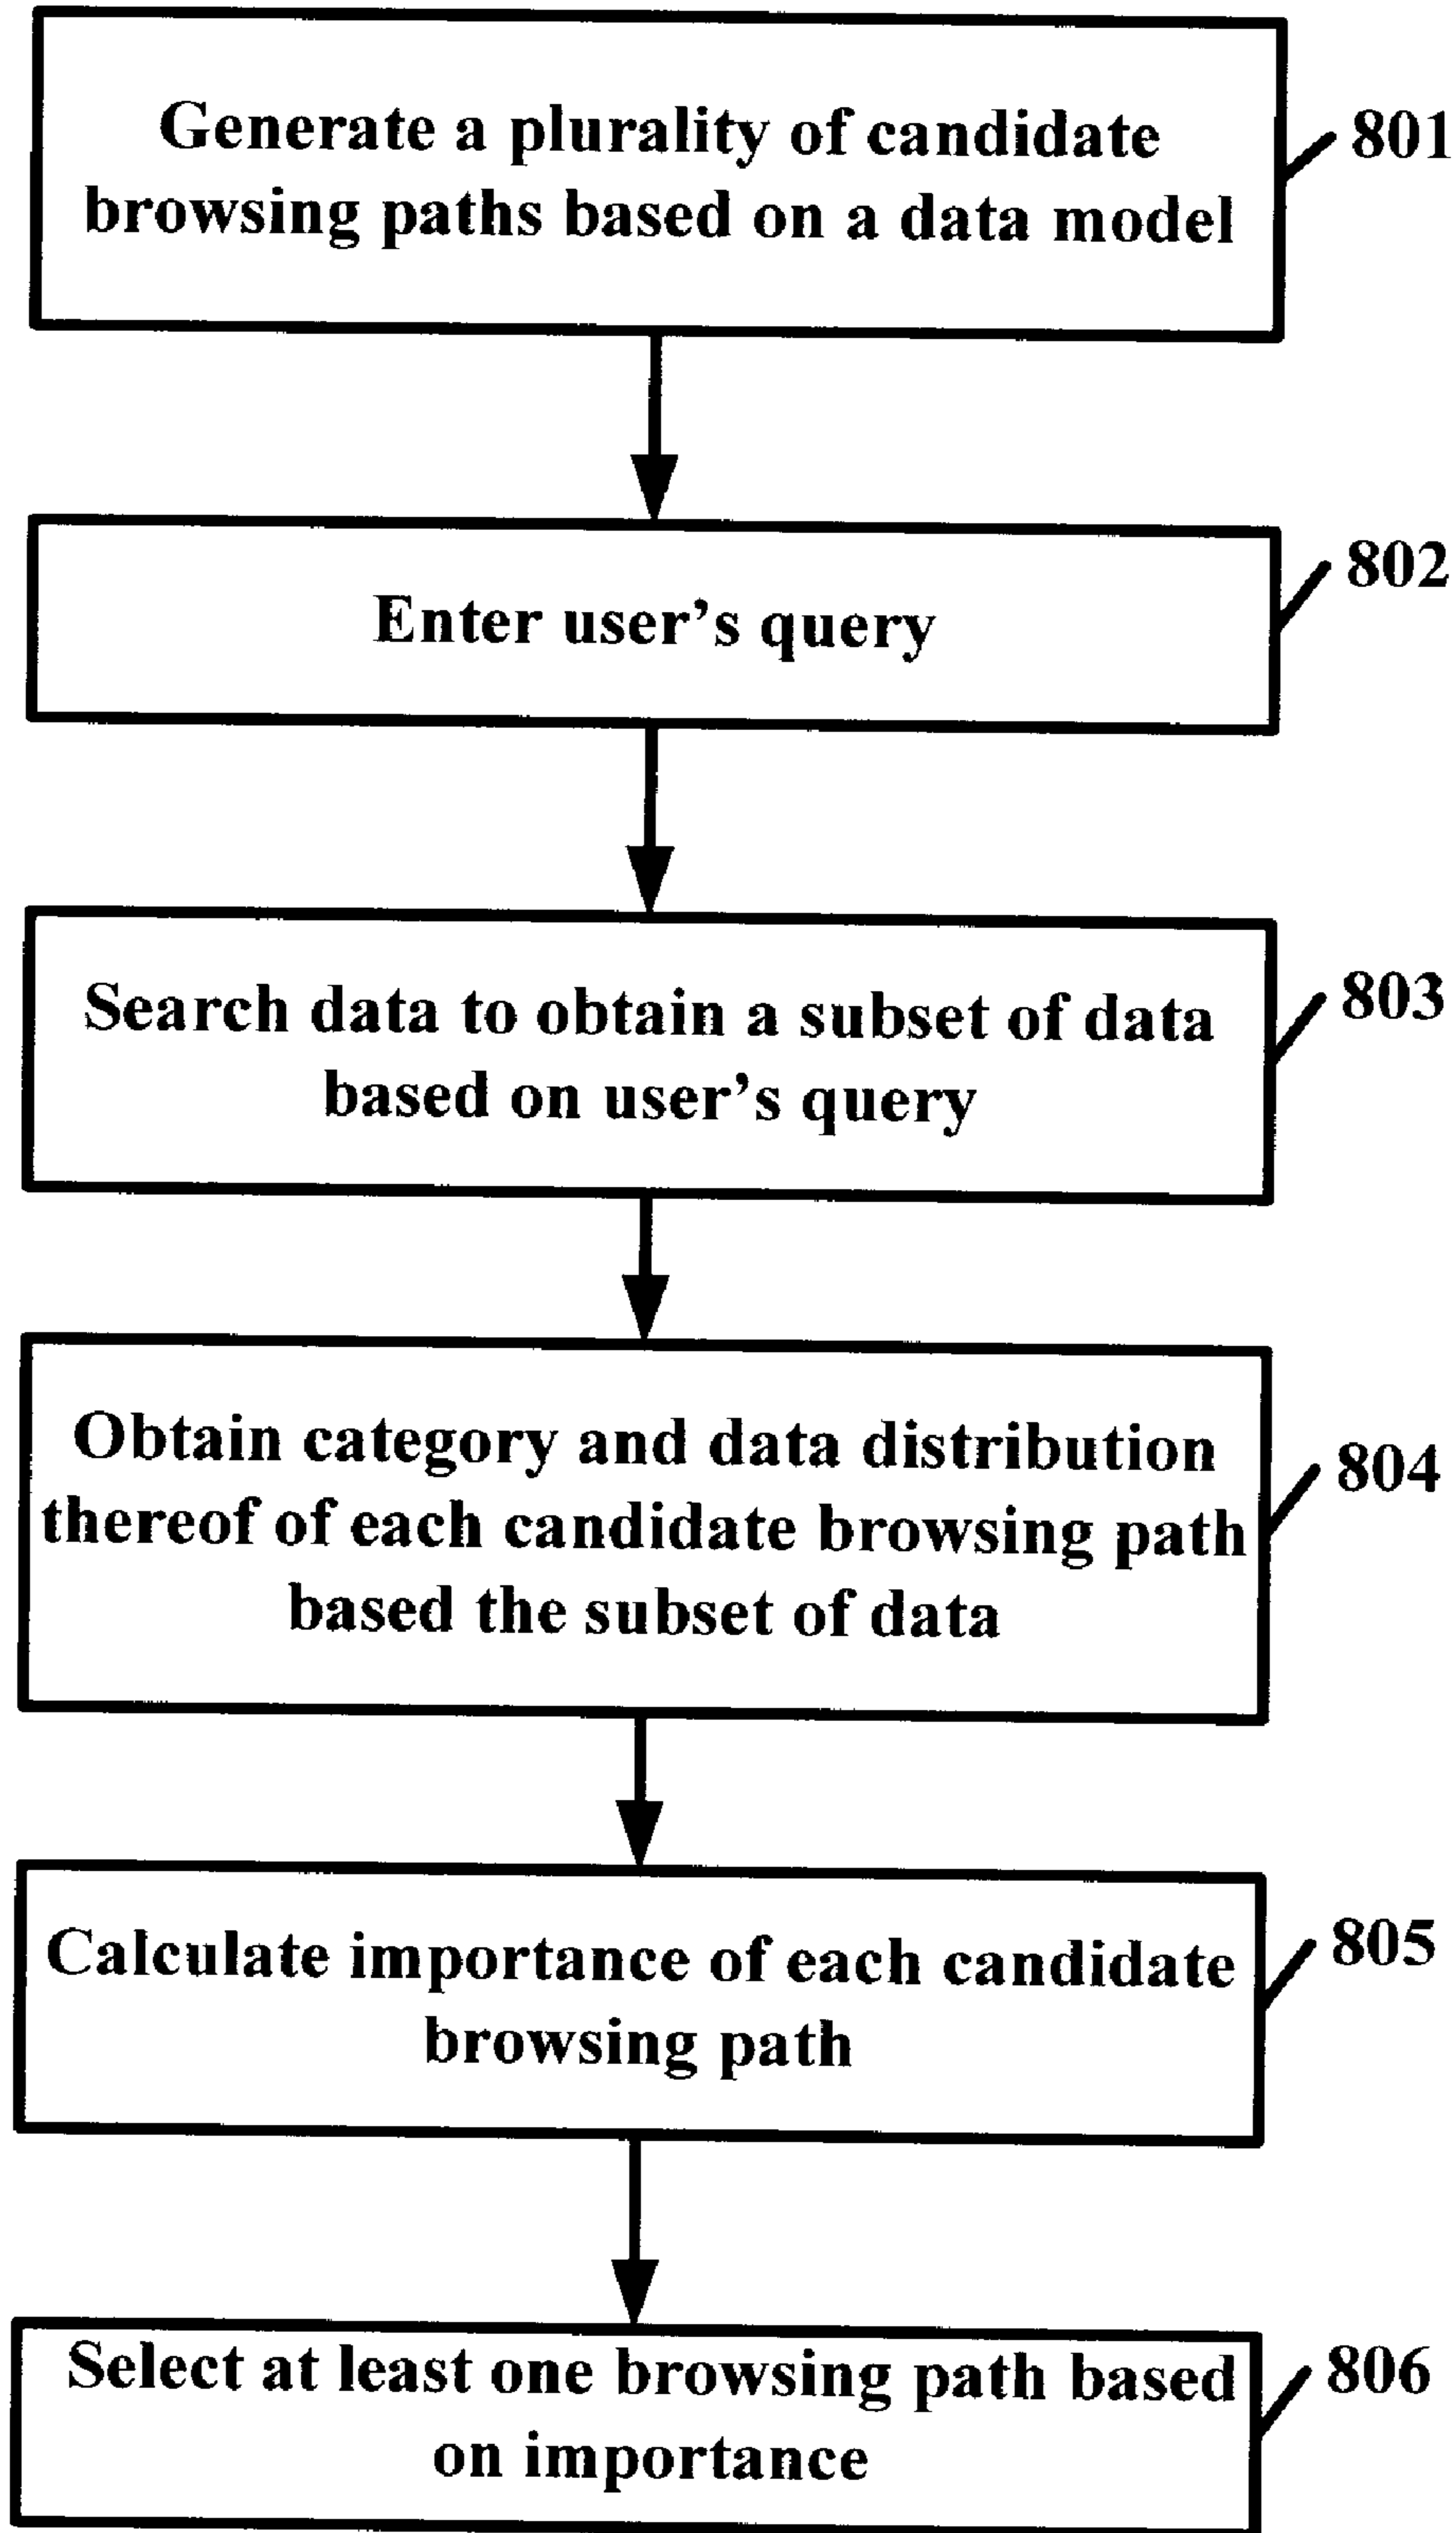 Generate a plurality of candidate
browsing paths based on a data model
801
Enter user's query
802
Search data to obtain a subset of data
based on user's query
803
Obtain category and data distribution
thereof of each candidate browsing path
based the subset of data
804
Calculate importance of each candidate
browsing path
805
Select at least one browsing path based
on importance
806